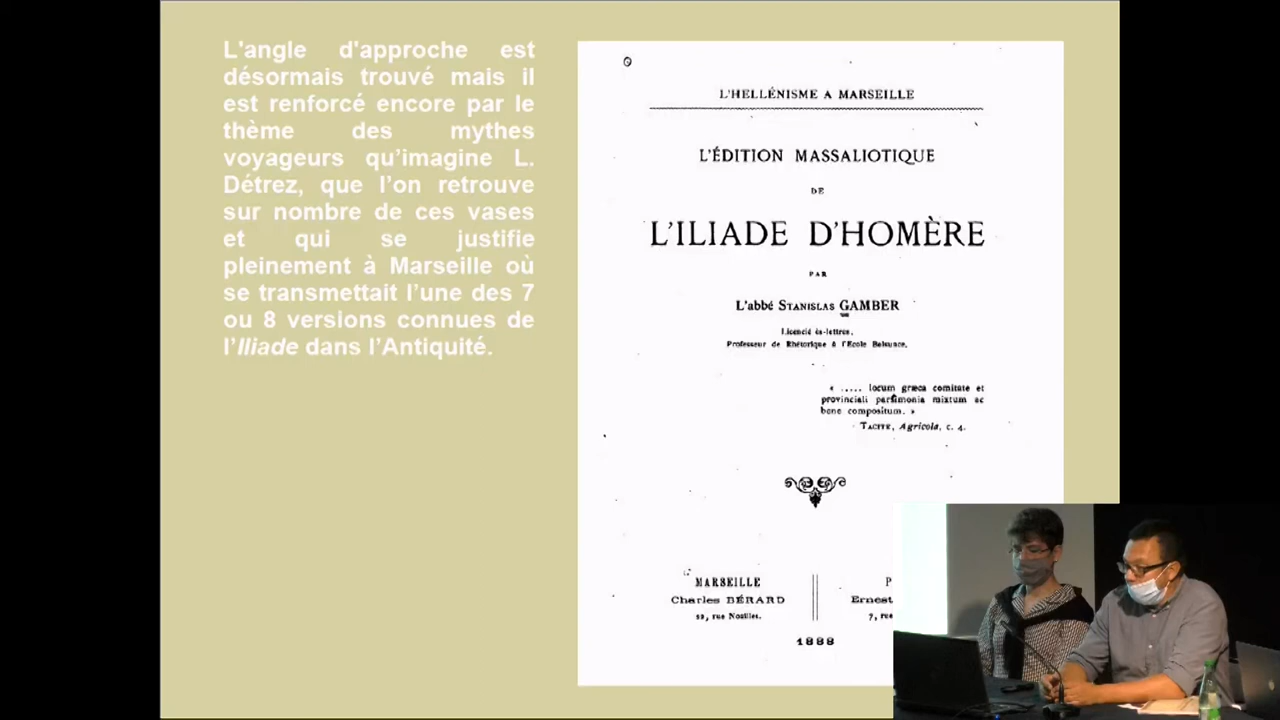 L'angle d'approche est
désormais trouvé mais il
est renforcé encore par le
thème des mythes
voyageurs qu'imagine L.
Détrez, que l'on retrouve
sur nombre de ces vases
et qui se justifie
pleinement à Marseille où
se transmettait l'une des 7
ou 8 versions connues de
l'Iliade dans l'Antiquité.
L'HELLÉNISME A MARSEILLE
L'ÉDITION MASSALIOTIQUE
DE
L'ILIADE D'HOMÈRE
PAR
L'abbé STANISLAS GAMBER
Licencié ès-lettres,
Professeur de Rhétorique à l'Ecole Belsunce.
« ..... locum græca comitate et
provinciali parsimonia mixtum ac
bene compositum. »
TACITE, Agricola, c. 4.
MARSEILLE
Charles BÉRARD
22, rue Noailles.
P
Ernest
7, rue
1888